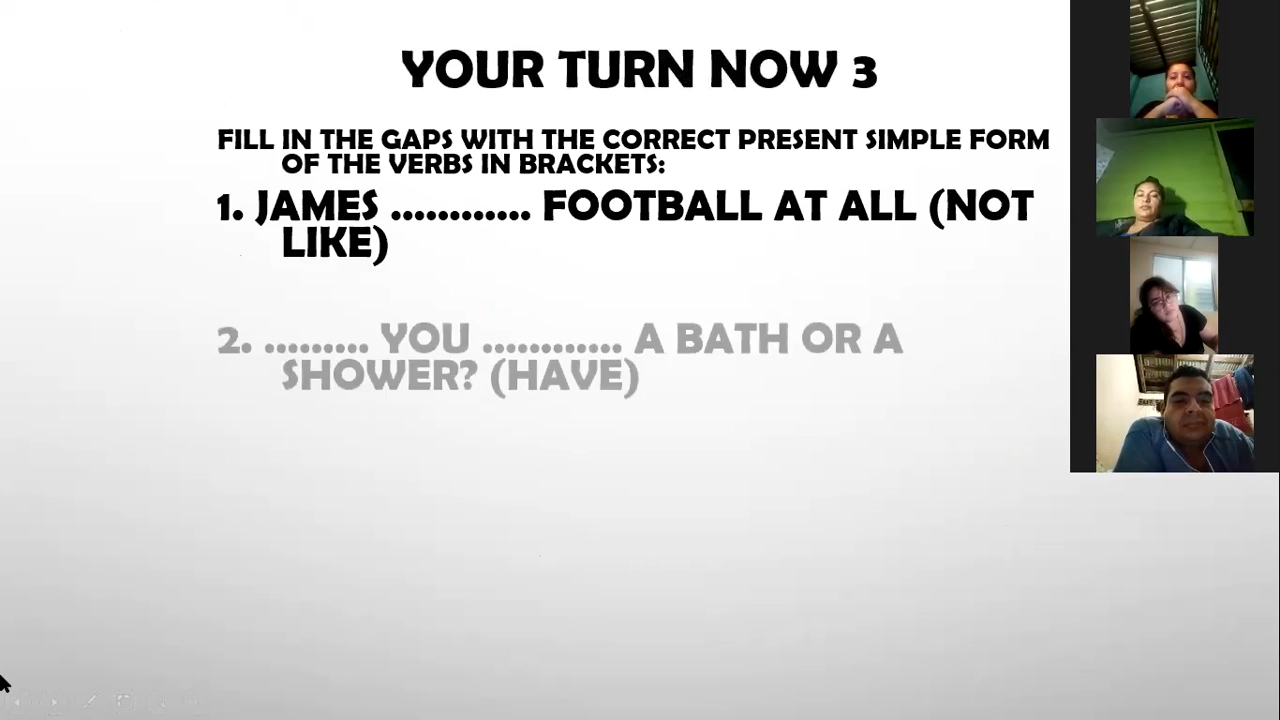 YOUR TURN NOW 3
FILL IN THE GAPS WITH THE CORRECT PRESENT SIMPLE FORM
OF THE VERBS IN BRACKETS:
1. JAMES ............ FOOTBALL AT ALL (NOT
LIKE)
2. ......... YOU ............ A BATH OR A
SHOWER? (HAVE)